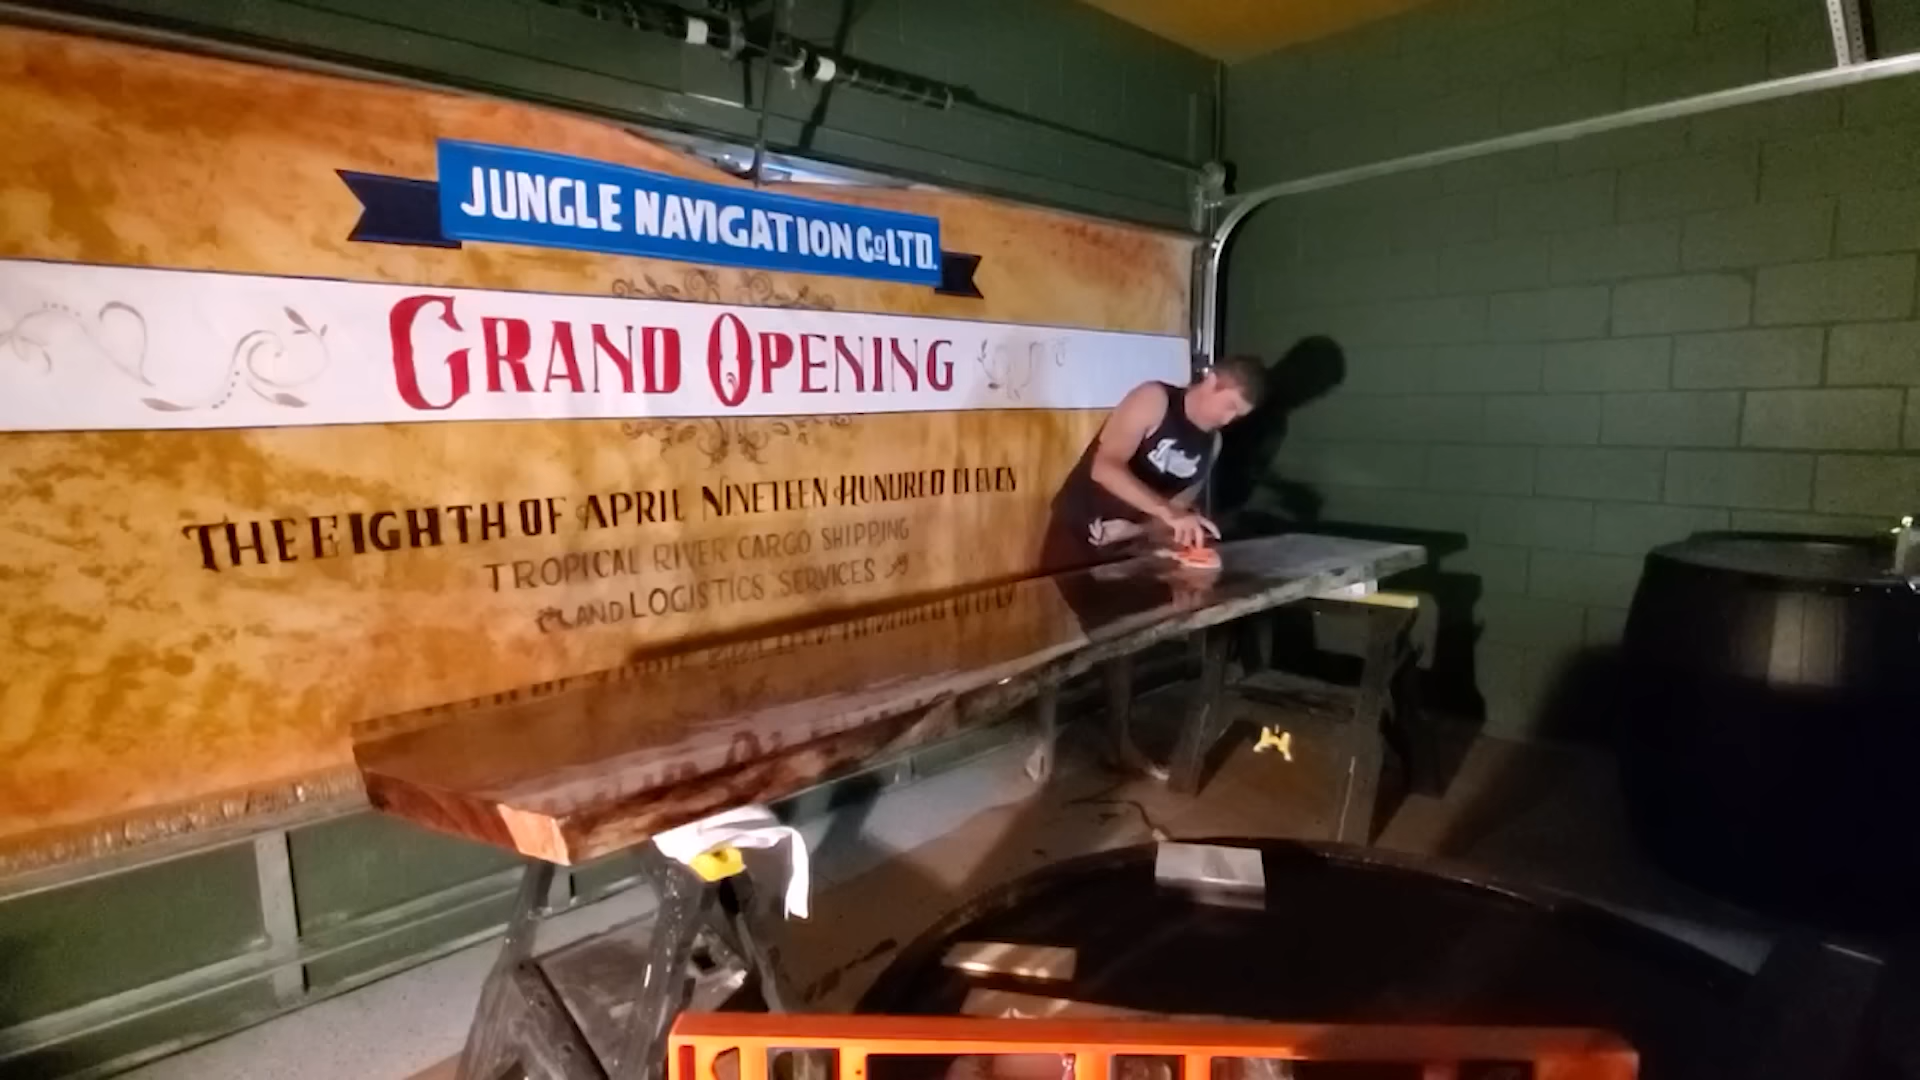 JUNGLE NAVIGATION Co LTD.
GRAND OPENING
THE EIGHTH OF APRIL NINETEEN HUNDRED ELEVEN
TROPICAL RIVER CARGO SHIPPING
AND LOGISTICS SERVICES